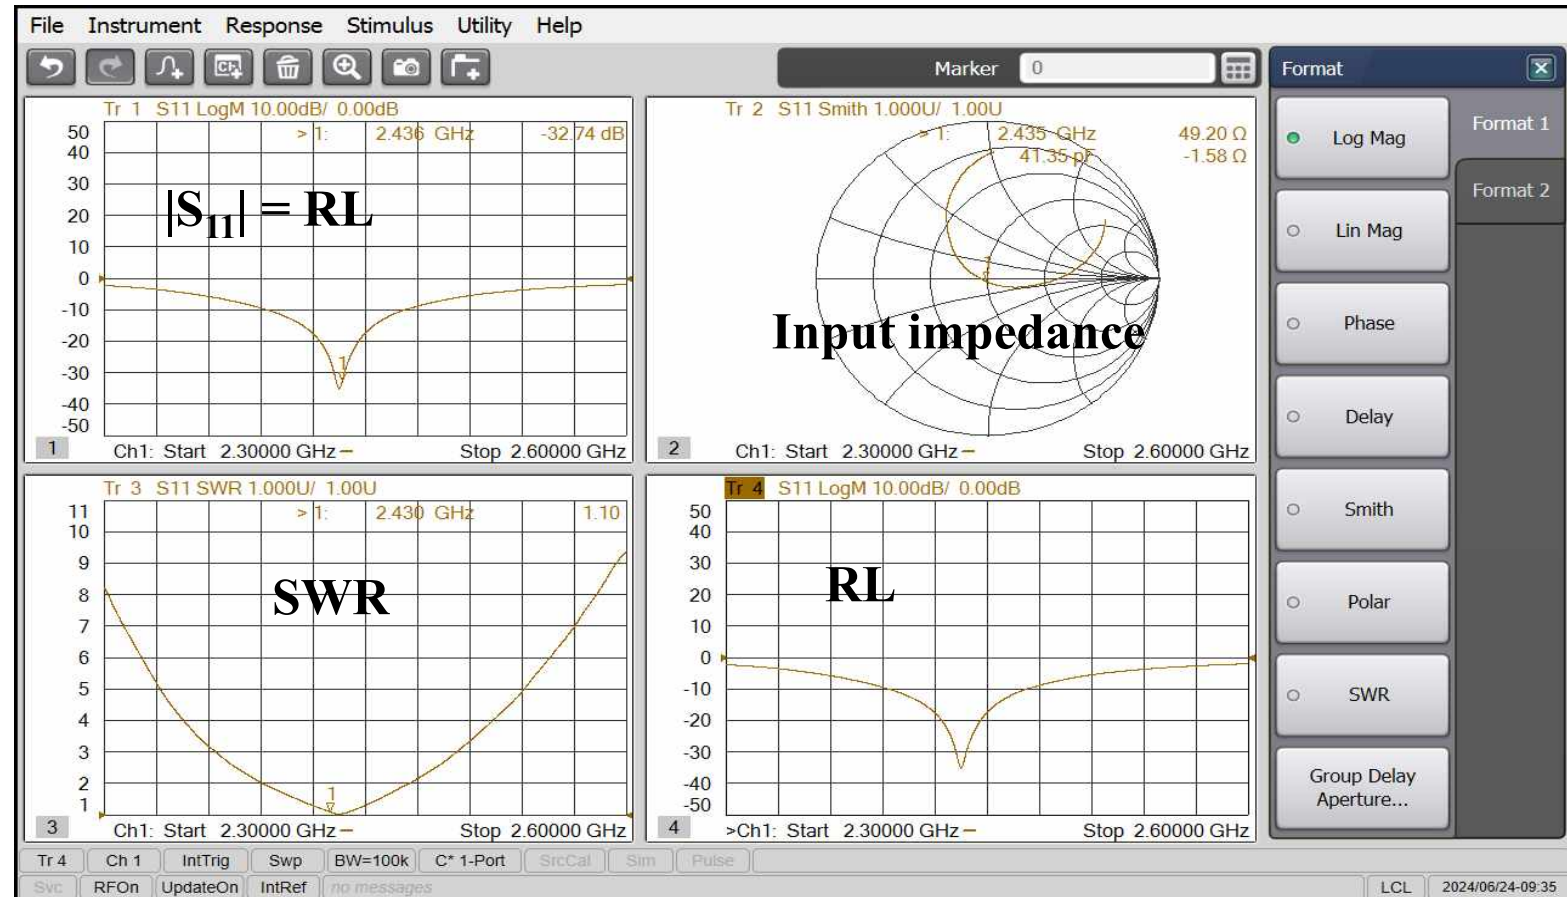 File Instrument Response Stimulus Utility Help
Marker 0
Format
Format 1
Format 2
Log Mag
Lin Mag
Phase
Delay
Smith
Polar
SWR
Group Delay
Aperture...
Tr 1 S11 LogM 10.00dB/ 0.00dB
> 1: 2.436 GHz -32.74 dB
50
40
30
20
10
0
-10
-20
-30
-40
-50
|S11| = RL
1
1 Ch1: Start 2.30000 GHz Stop 2.60000 GHz
Tr 2 S11 Smith 1.000U/ 1.00U
> 1: 2.435 GHz 49.20 Ω
41.35 pF -1.58 Ω
1
Input impedance
2 Ch1: Start 2.30000 GHz Stop 2.60000 GHz
Tr 3 S11 SWR 1.000U/ 1.00U
> 1: 2.430 GHz 1.10
11
10
9
8
7
6
5
4
3
2
1
SWR
1
3 Ch1: Start 2.30000 GHz Stop 2.60000 GHz
Tr 4 S11 LogM 10.00dB/ 0.00dB
50
40
30
20
10
0
-10
-20
-30
-40
-50
RL
4 >Ch1: Start 2.30000 GHz Stop 2.60000 GHz
Tr 4 Ch 1 IntTrig Swp BW=100k C* 1-Port SrcCal Sim Pulse
Svc RFOn UpdateOn IntRef no messages LCL 2024/06/24-09:35